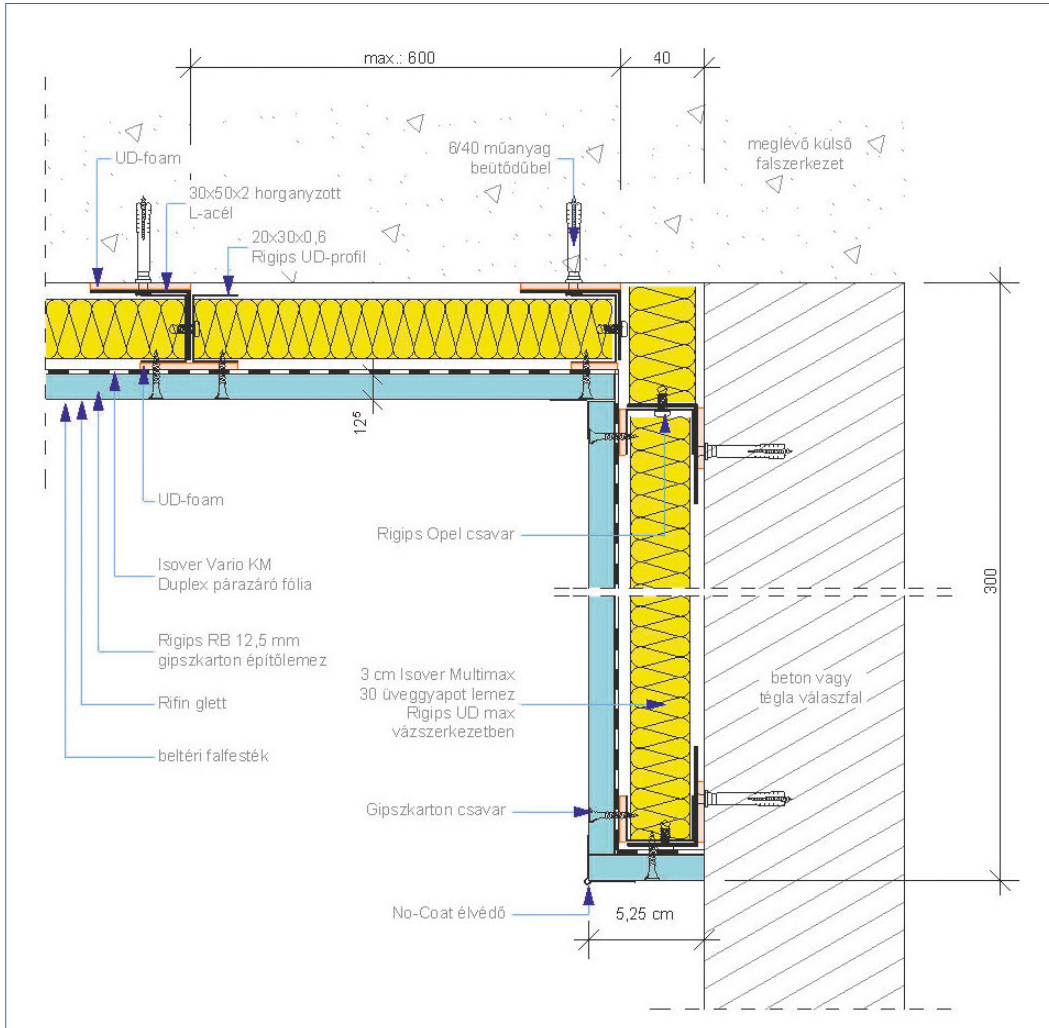 max.: 600
40
UD-foam
30x50x2 horganyzott
L-acél
20x30x0,6
Rigips UD-profil
6/40 műanyag
beütődűbel
meglévő külső
falszerkezet
12⁵
UD-foam
Isover Vario KM
Duplex párazáró fólia
Rigips RB 12,5 mm
gipszkarton építőlemez
Rifin glett
beltéri falfesték
Rigips Opel csavar
3 cm Isover Multimax
30 üveggyapot lemez
Rigips UD max
vázszerkezetben
Gipszkarton csavar
No-Coat élvédő
5,25 cm
beton vagy
tégla válaszfal
300